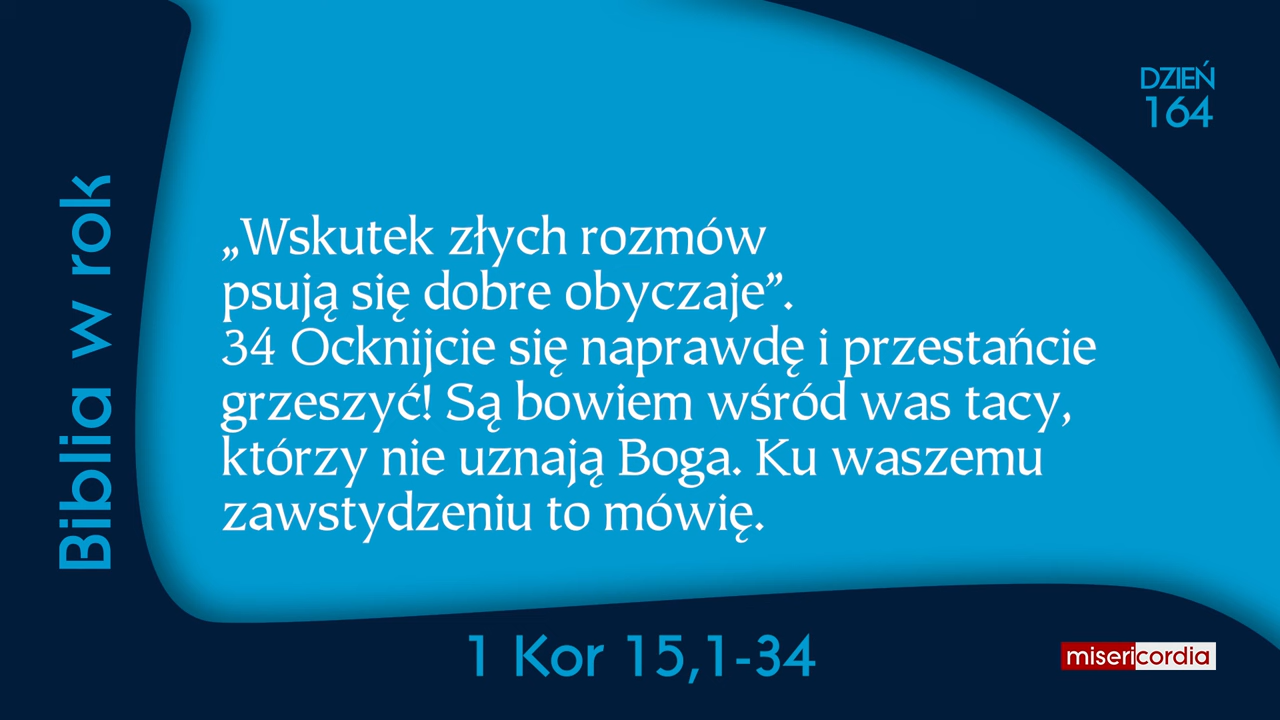 DZIEŃ
164
Biblia w rok
„Wskutek złych rozmów
psują się dobre obyczaje”.
34 Ocknijcie się naprawdę i przestańcie
grzeszyć! Są bowiem wśród was tacy,
którzy nie uznają Boga. Ku waszemu
zawstydzeniu to mówię.
1 Kor 15,1-34
misericordia